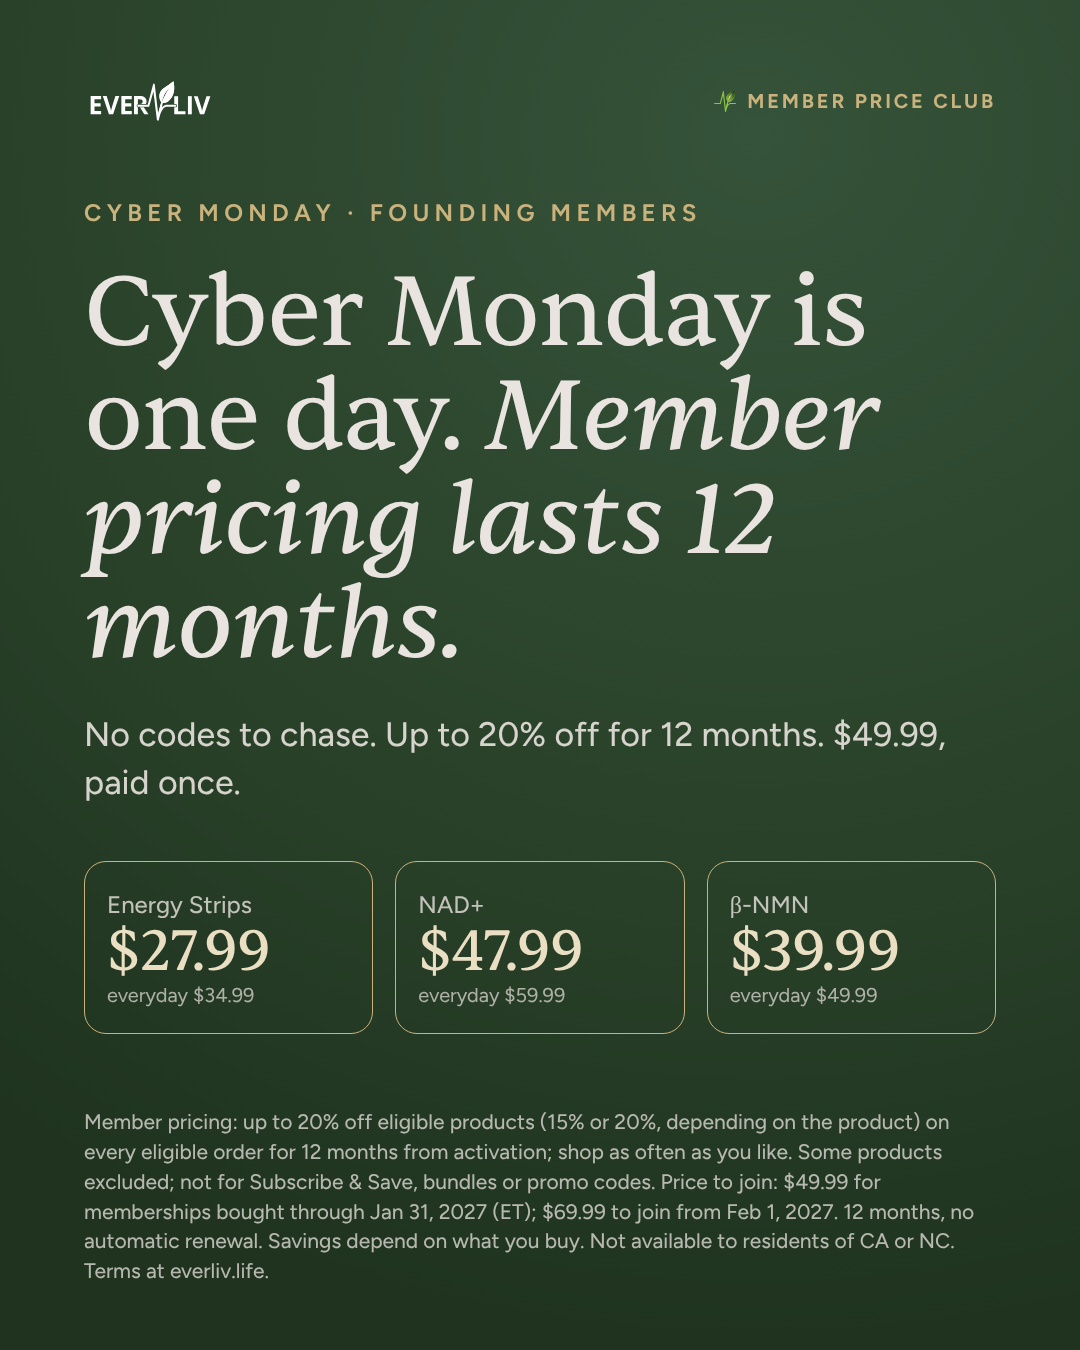 EVERLIV
MEMBER PRICE CLUB
CYBER MONDAY · FOUNDING MEMBERS
Cyber Monday is
one day. Member
pricing lasts 12
months.
No codes to chase. Up to 20% off for 12 months. $49.99,
paid once.
Energy Strips
$27.99
everyday $34.99
NAD+
$47.99
everyday $59.99
β-NMN
$39.99
everyday $49.99
Member pricing: up to 20% off eligible products (15% or 20%, depending on the product) on
every eligible order for 12 months from activation; shop as often as you like. Some products
excluded; not for Subscribe & Save, bundles or promo codes. Price to join: $49.99 for
memberships bought through Jan 31, 2027 (ET); $69.99 to join from Feb 1, 2027. 12 months, no
automatic renewal. Savings depend on what you buy. Not available to residents of CA or NC.
Terms at everliv.life.